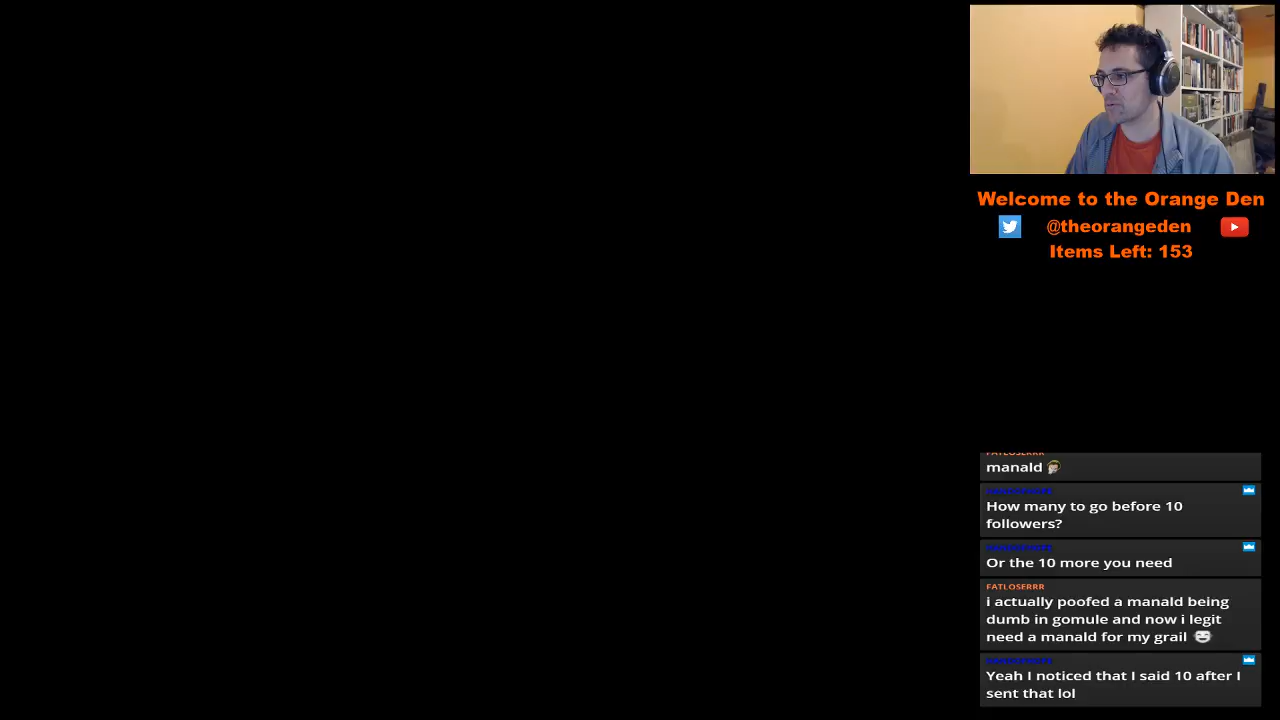 Welcome to the Orange Den
@theorangeden
Items Left: 153
manald
How many to go before 10
followers?
Or the 10 more you need
FATLOSERRR
i actually poofed a manald being
dumb in gomule and now i legit
need a manald for my grail
Yeah I noticed that I said 10 after I
sent that lol